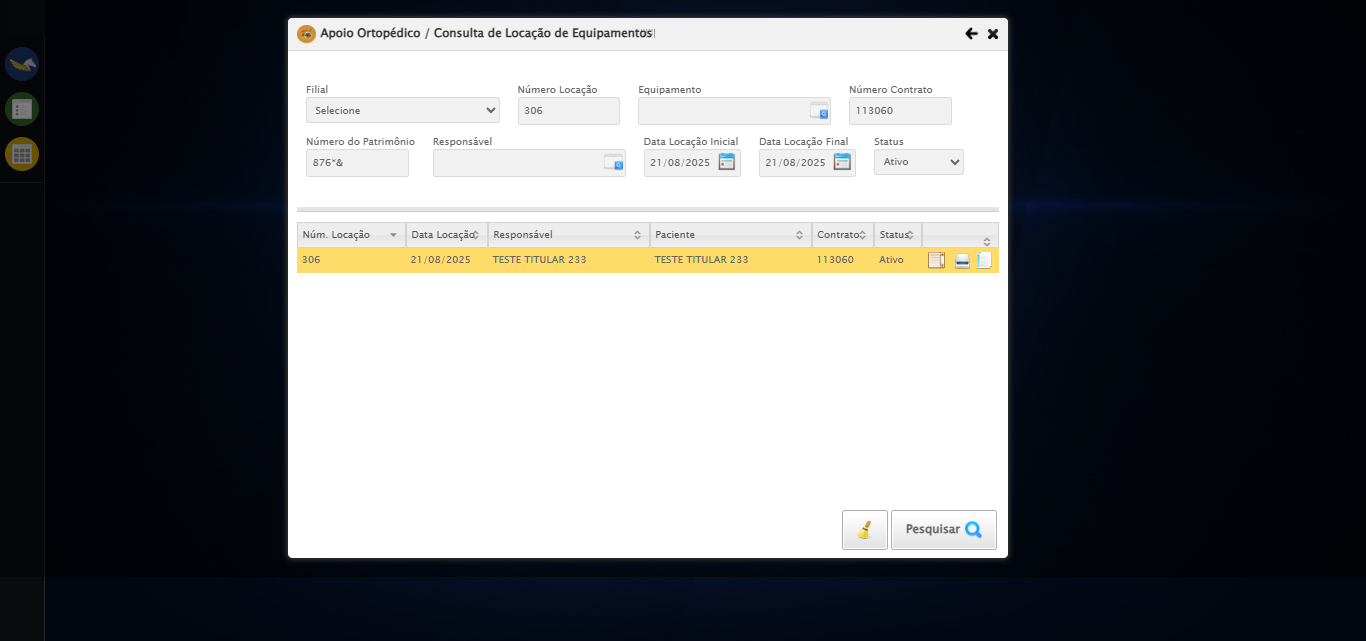 Apoio Ortopédico / Consulta de Locação de Equipamentos
Filial
Número Locação
Equipamento
Número Contrato
Selecione
306
113060
Número do Patrimônio
Responsável
Data Locação Inicial
Data Locação Final
Status
876*&
21/08/2025
21/08/2025
Ativo
Núm. Locação
Data Locação
Responsável
Paciente
Contrato
Status
306
21/08/2025
TESTE TITULAR 233
TESTE TITULAR 233
113060
Ativo
Pesquisar